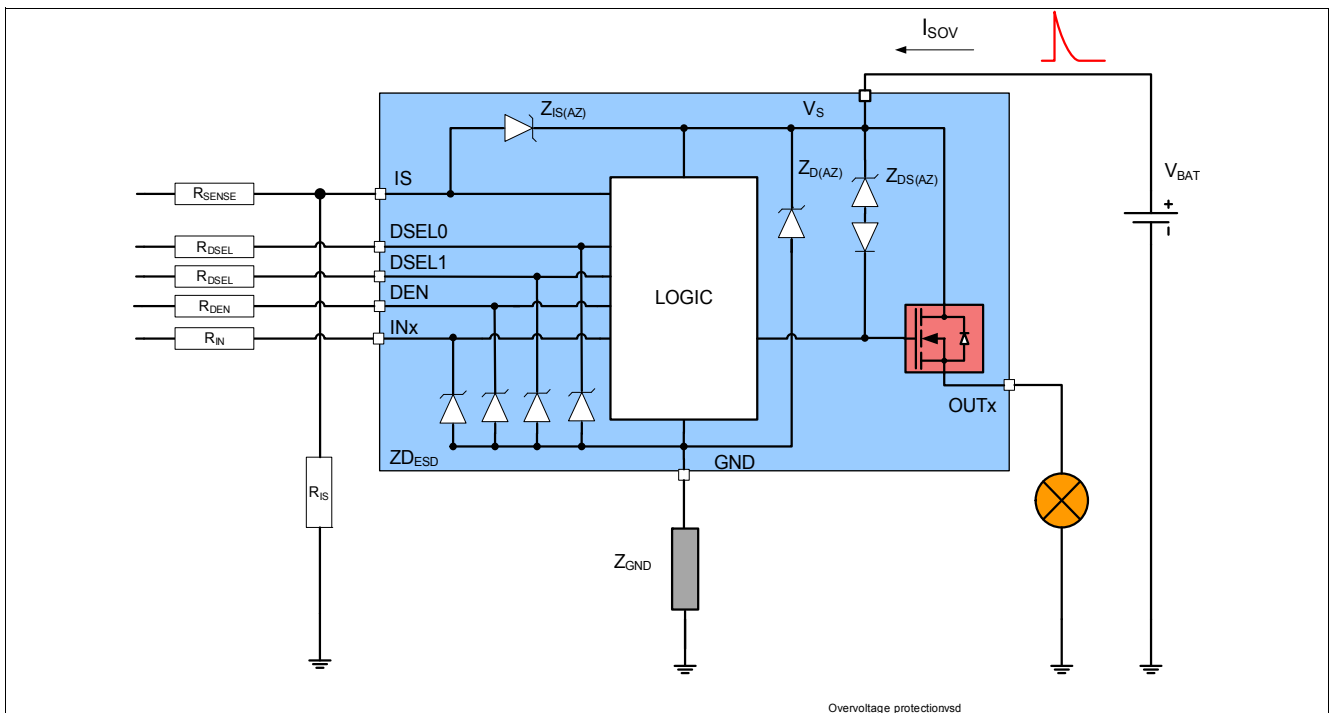 ISOV
ZIS(AZ)
VS
ZD(AZ)
ZDS(AZ)
VBAT
+
-
IS
RSENSE
DSEL0
RDSEL
DSEL1
RDSEL
DEN
RDEN
INx
RIN
LOGIC
OUTx
ZDESD
GND
RIS
ZGND
Overvoltage protectionvsd